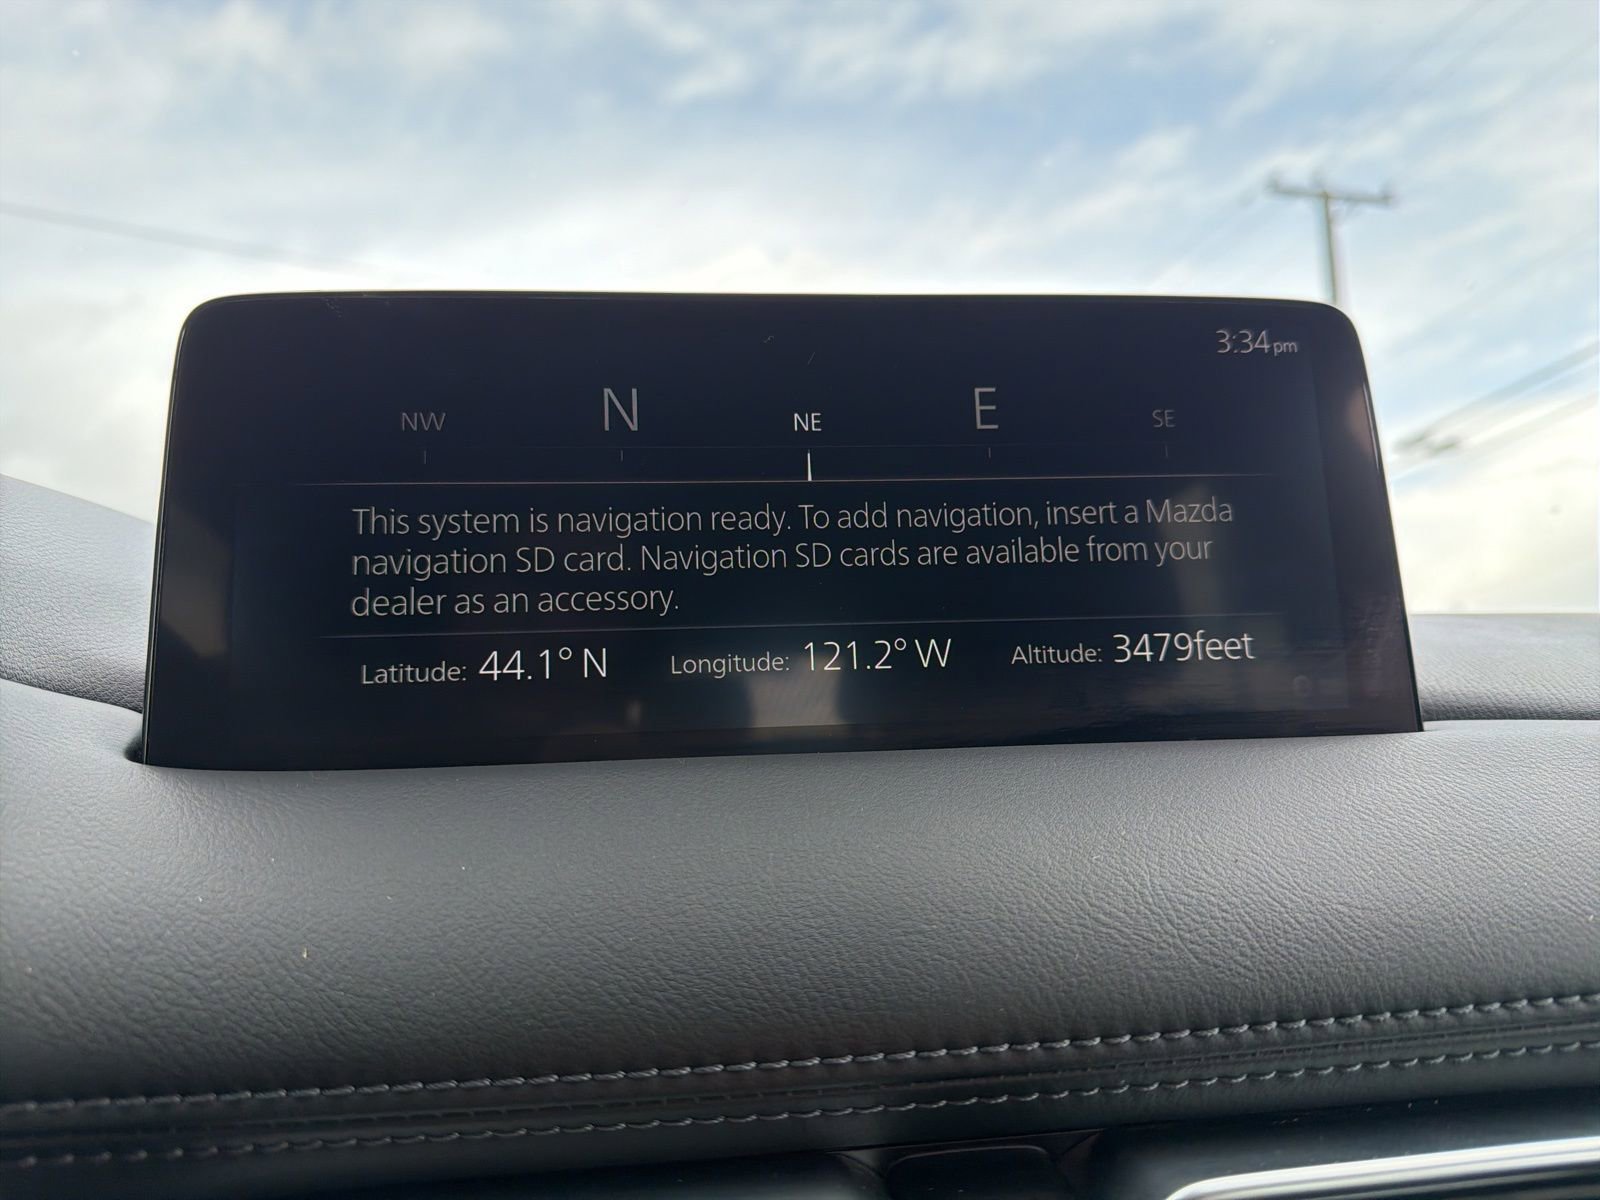 3:34pm
NW N NE E SE
This system is navigation ready. To add navigation, insert a Mazda
navigation SD card. Navigation SD cards are available from your
dealer as an accessory.
Latitude: 44.1° N Longitude: 121.2° W Altitude: 3479feet